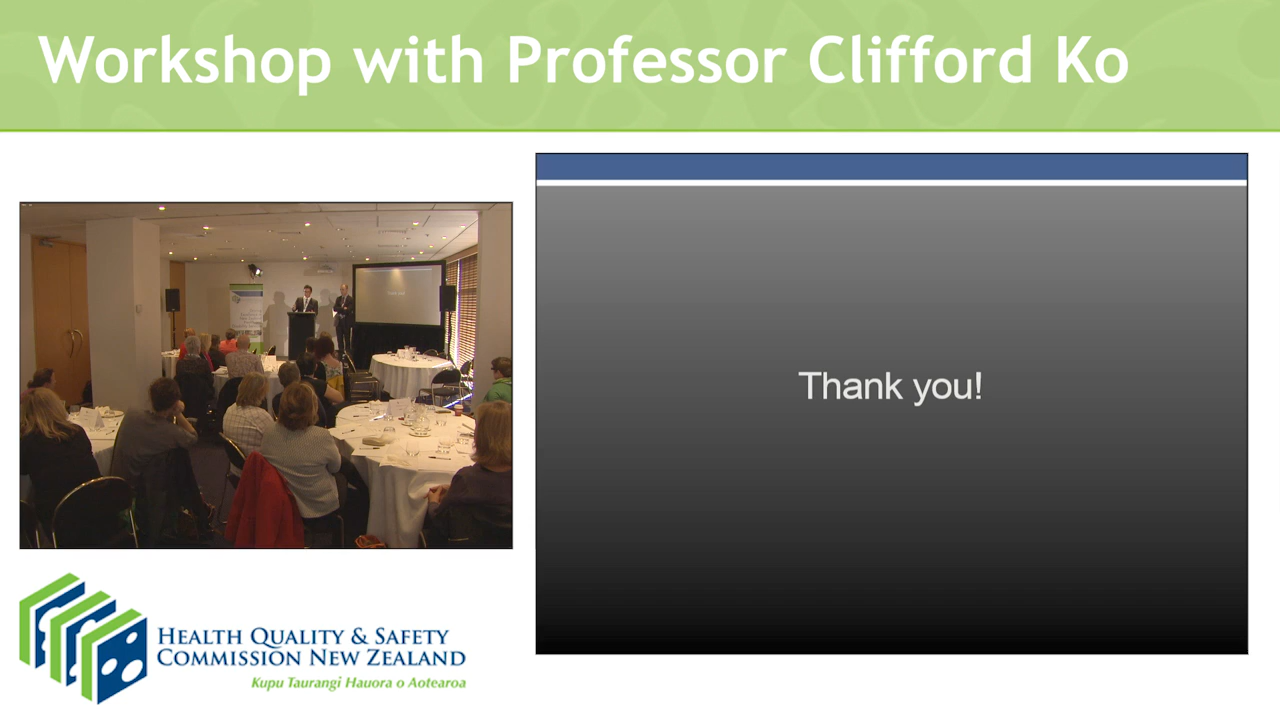 Workshop with Professor Clifford Ko
Thank you!
HEALTH QUALITY & SAFETY
COMMISSION NEW ZEALAND
Kupu Taurangi Hauora o Aotearoa